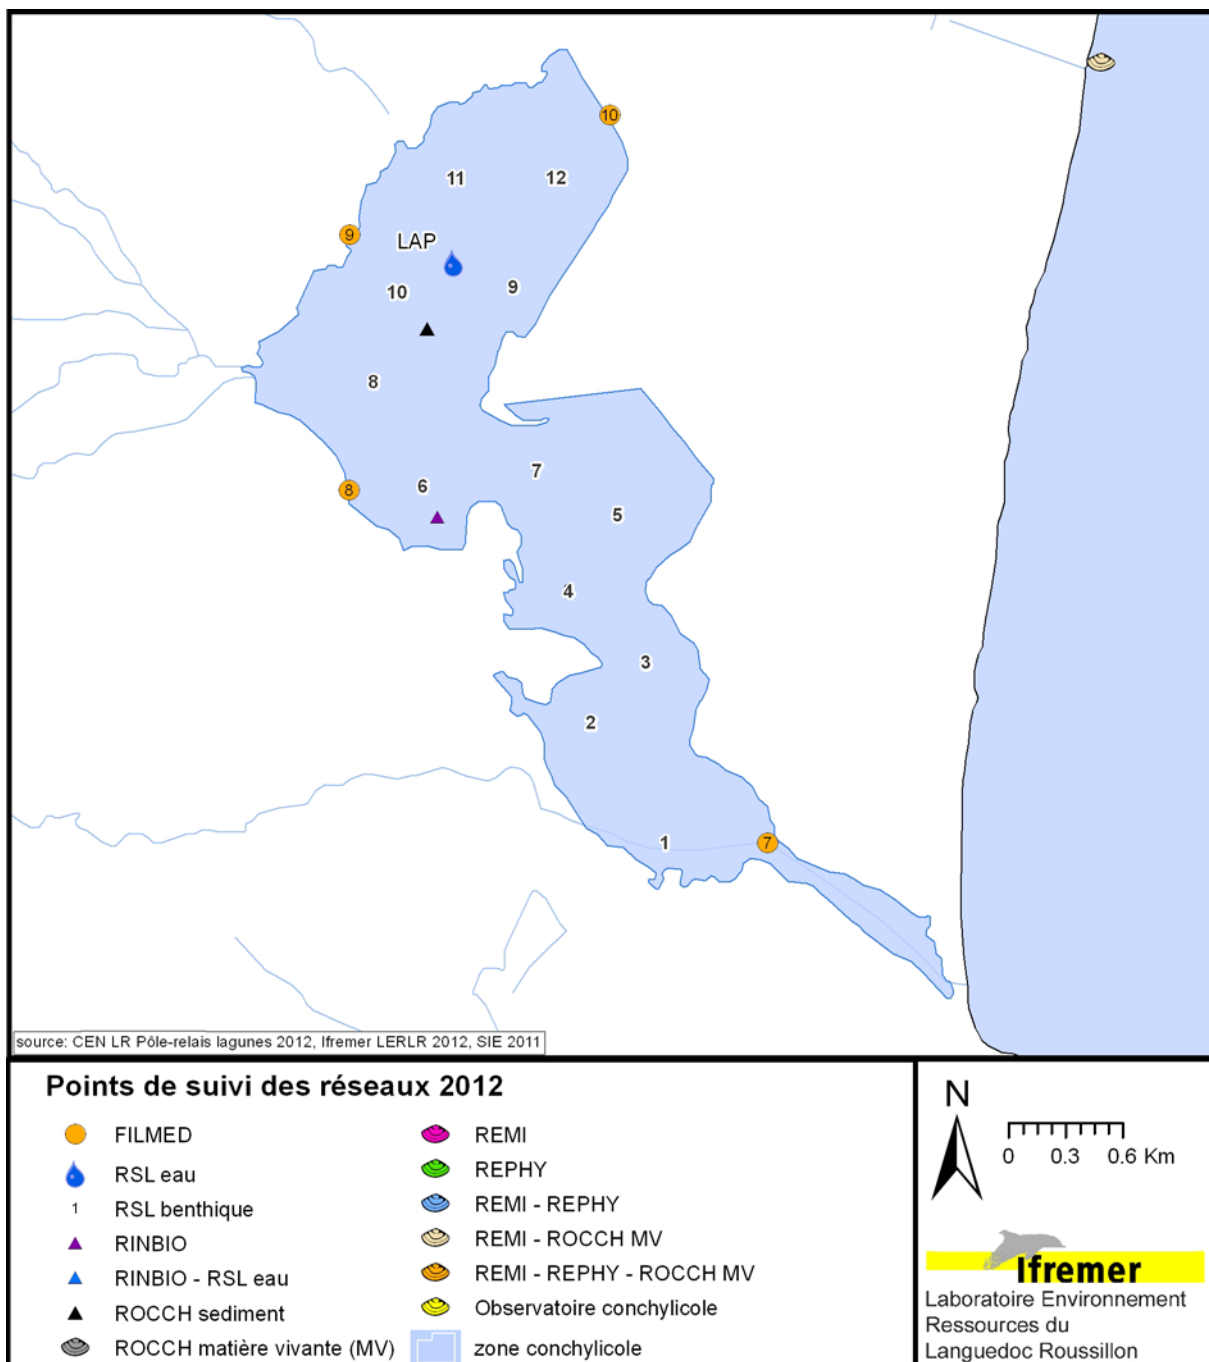 10
11
12
9
LAP
10
9
8
7
6
8
5
4
3
2
1
7
source: CEN LR Pôle-relais lagunes 2012, Ifremer LERLR 2012, SIE 2011
Points de suivi des réseaux 2012
FILMED
RSL eau
1 RSL benthique
RINBIO
RINBIO - RSL eau
ROCCH sediment
ROCCH matière vivante (MV)
REMI
REPHY
REMI - REPHY
REMI - ROCCH MV
REMI - REPHY - ROCCH MV
Observatoire conchylicole
zone conchylicole
N
0 0.3 0.6 Km
Ifremer
Laboratoire Environnement
Ressources du
Languedoc Roussillon